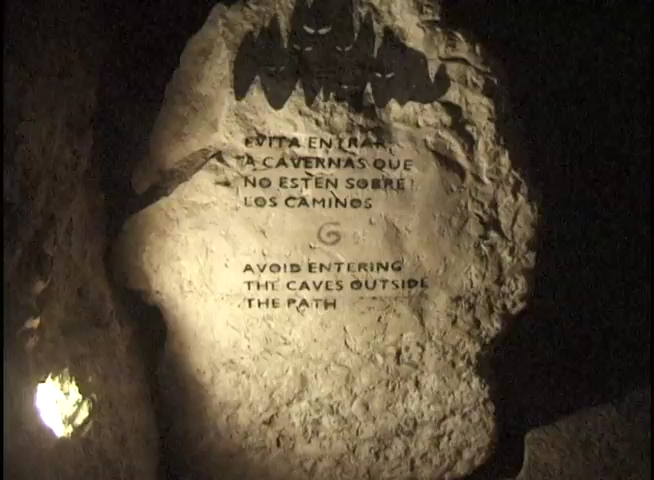 EVITA ENTRAR
A CAVERNAS QUE
NO ESTEN SOBRE
LOS CAMINOS
AVOID ENTERING
THE CAVES OUTSIDE
THE PATH